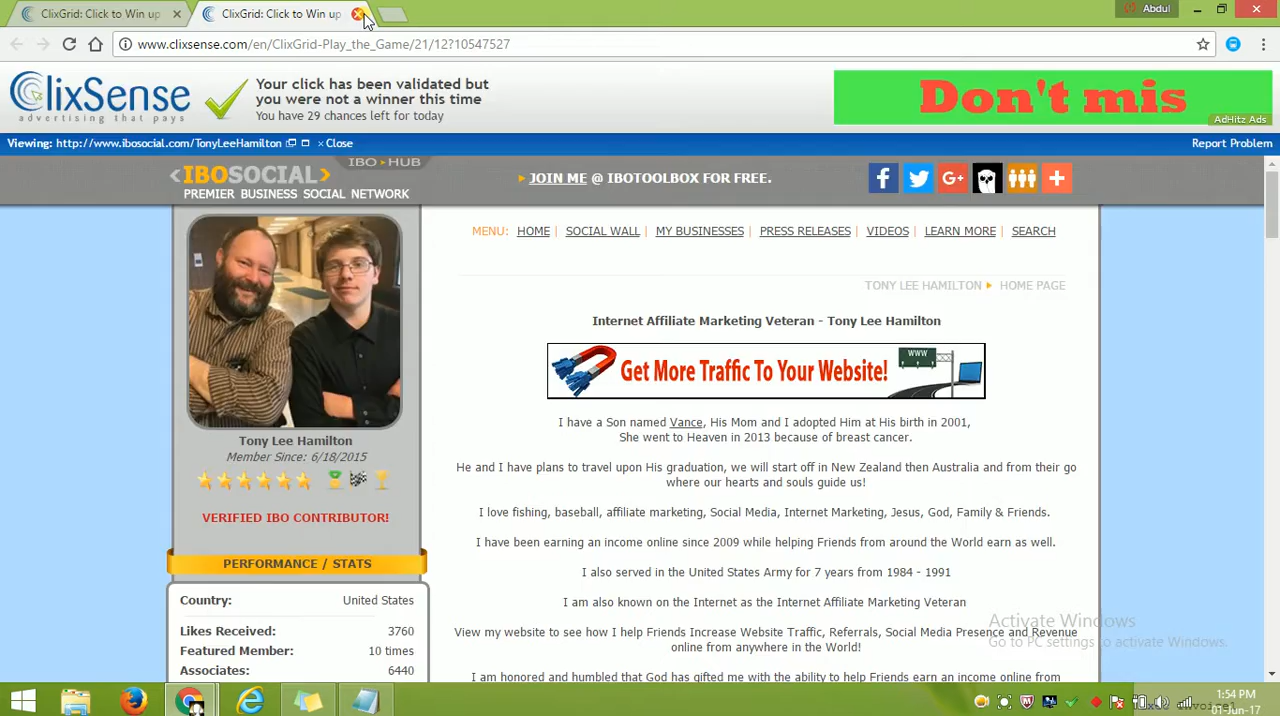 ClixGrid: Click to Win up
ClixGrid: Click to Win up
Abdul
www.clixsense.com/en/ClixGrid-Play_the_Game/21/12?10547527
ClixSense
advertising that pays
Your click has been validated but
you were not a winner this time
You have 29 chances left for today
Don't mis
AdHitz Ads
Viewing: http://www.ibosocial.com/TonyLeeHamilton
× Close
Report Problem
IBO HUB
<IBOSOCIAL>
PREMIER BUSINESS SOCIAL NETWORK
JOIN ME @ IBOTOOLBOX FOR FREE.
MENU: HOME | SOCIAL WALL | MY BUSINESSES | PRESS RELEASES | VIDEOS | LEARN MORE | SEARCH
TONY LEE HAMILTON HOME PAGE
Internet Affiliate Marketing Veteran - Tony Lee Hamilton
Get More Traffic To Your Website!
WWW
I have a Son named Vance, His Mom and I adopted Him at His birth in 2001,
She went to Heaven in 2013 because of breast cancer.
He and I have plans to travel upon His graduation, we will start off in New Zealand then Australia and from their go
where our hearts and souls guide us!
I love fishing, baseball, affiliate marketing, Social Media, Internet Marketing, Jesus, God, Family & Friends.
I have been earning an income online since 2009 while helping Friends from around the World earn as well.
I also served in the United States Army for 7 years from 1984 - 1991
I am also known on the Internet as the Internet Affiliate Marketing Veteran
View my website to see how I help Friends Increase Website Traffic, Referrals, Social Media Presence and Revenue
online from anywhere in the World!
I am honored and humbled that God has gifted me with the ability to help Friends earn an income online
Tony Lee Hamilton
Member Since: 6/18/2015
VERIFIED IBO CONTRIBUTOR!
PERFORMANCE / STATS
Country: United States
Likes Received: 3760
Featured Member: 10 times
Associates: 6440
Activate Windows
Go to PC settings to activate Windows.
1:54 PM
01-Jun-17